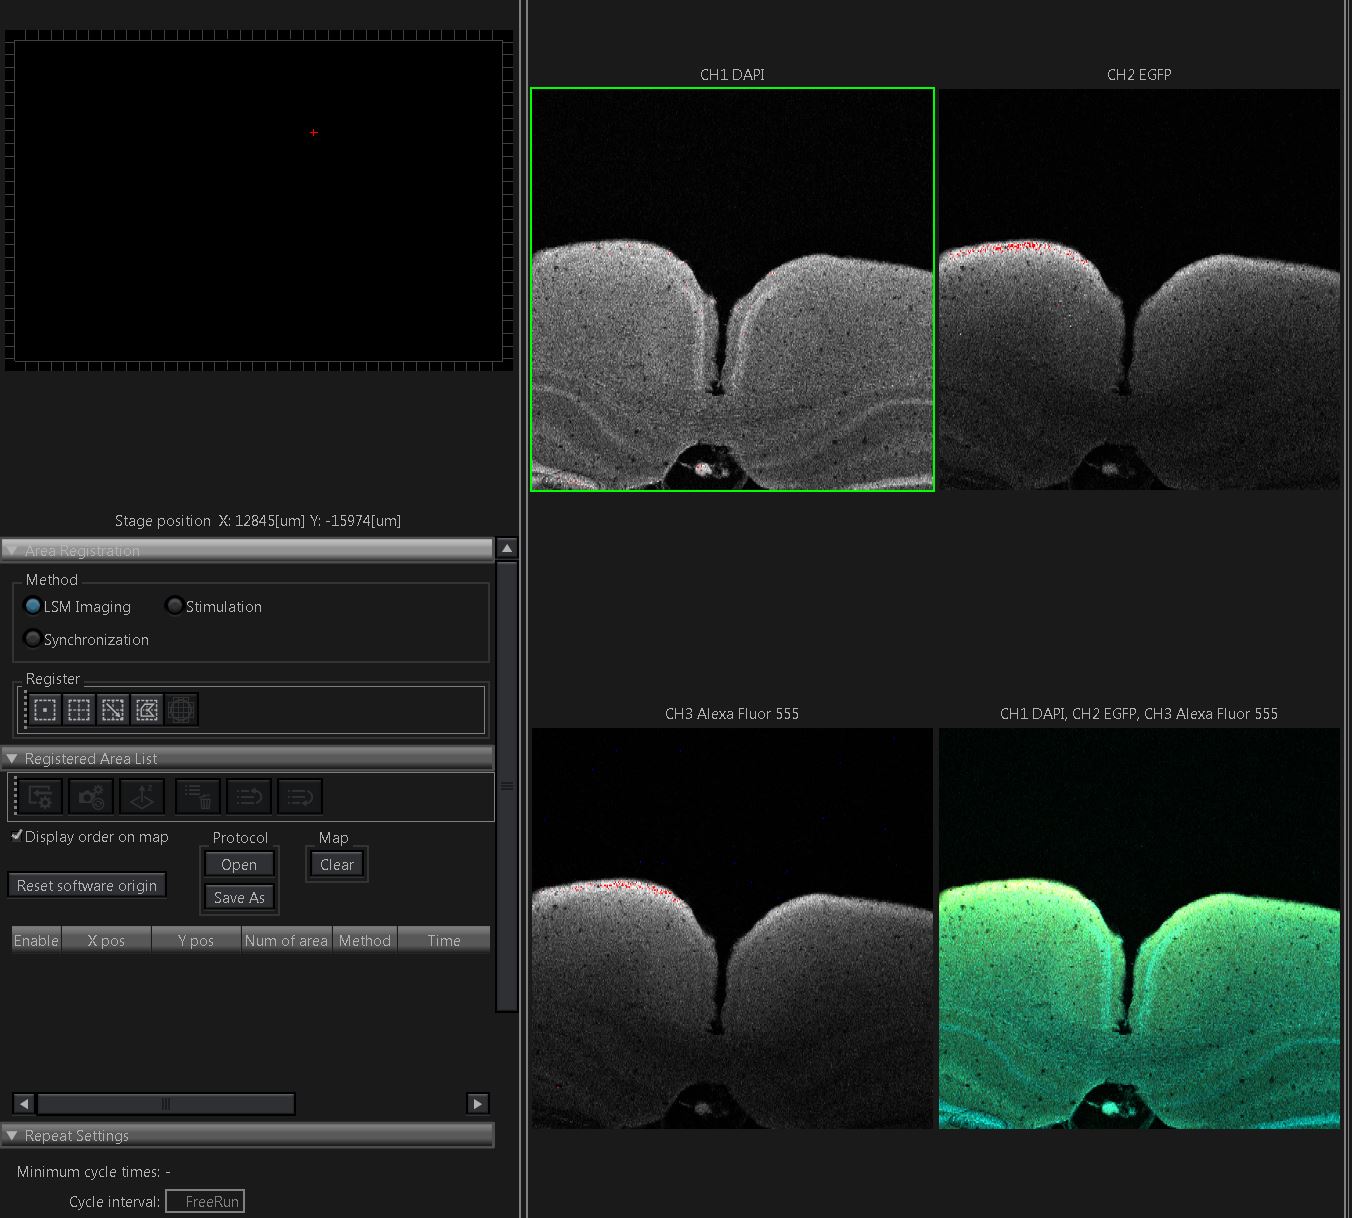 CH1 DAPI
CH2 EGFP
Stage position X: 12845[um] Y: -15974[um]
Area Registration
Method
LSM Imaging
Stimulation
Synchronization
Register
CH3 Alexa Fluor 555
CH1 DAPI, CH2 EGFP, CH3 Alexa Fluor 555
Registered Area List
Display order on map
Protocol
Map
Open
Clear
Reset software origin
Save As
Enable X pos Y pos Num of area Method Time
Repeat Settings
Minimum cycle times: -
Cycle interval: FreeRun